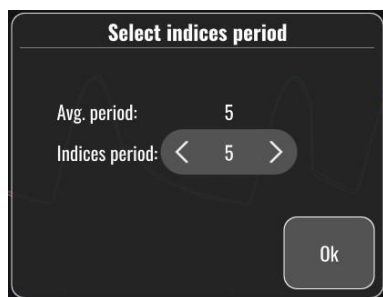 Select indices period
Avg. period: 5
Indices period: < 5 >
Ok